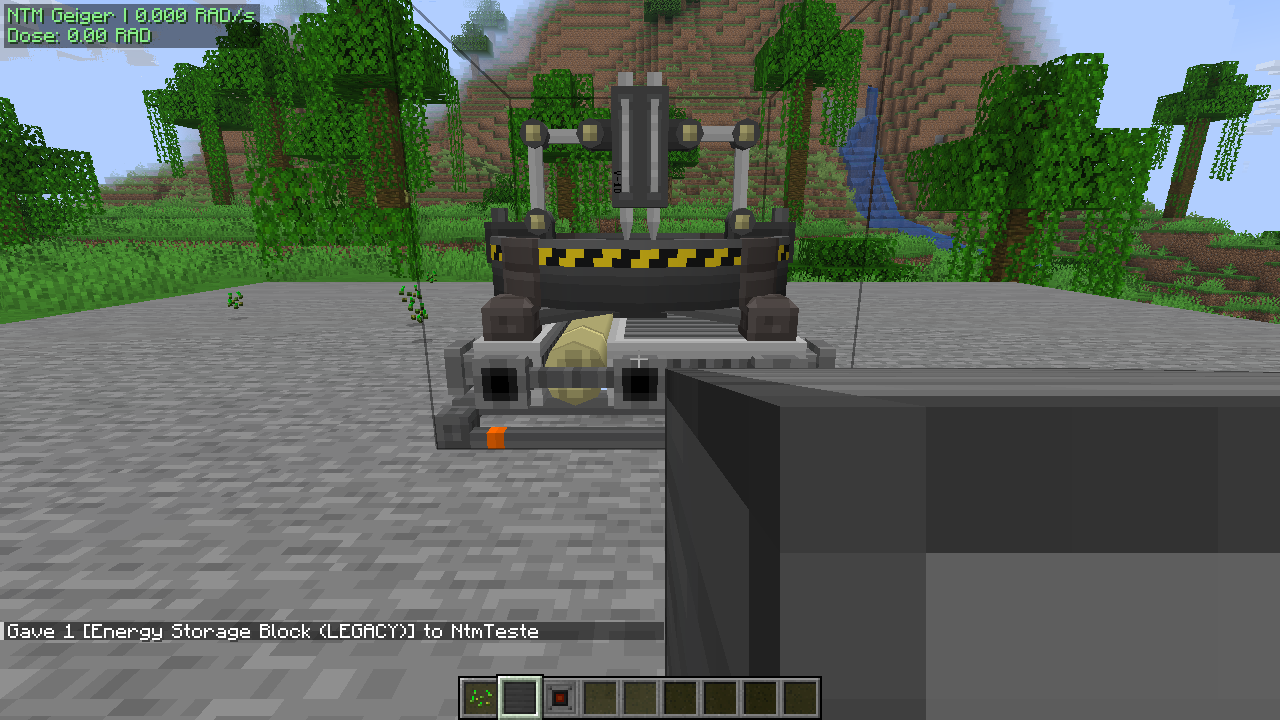 NTM Geiger | 0.000 RAD/s
Dose: 0.00 RAD
Gave 1 [Energy Storage Block (LEGACY)] to NtmTeste